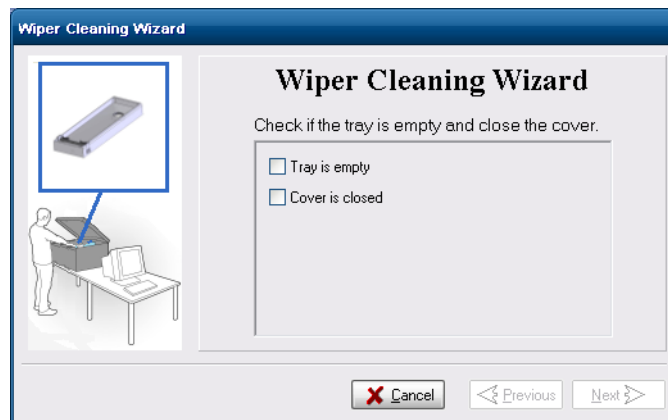 Wiper Cleaning Wizard
Wiper Cleaning Wizard
Check if the tray is empty and close the cover.
Tray is empty
Cover is closed
Cancel
Previous
Next